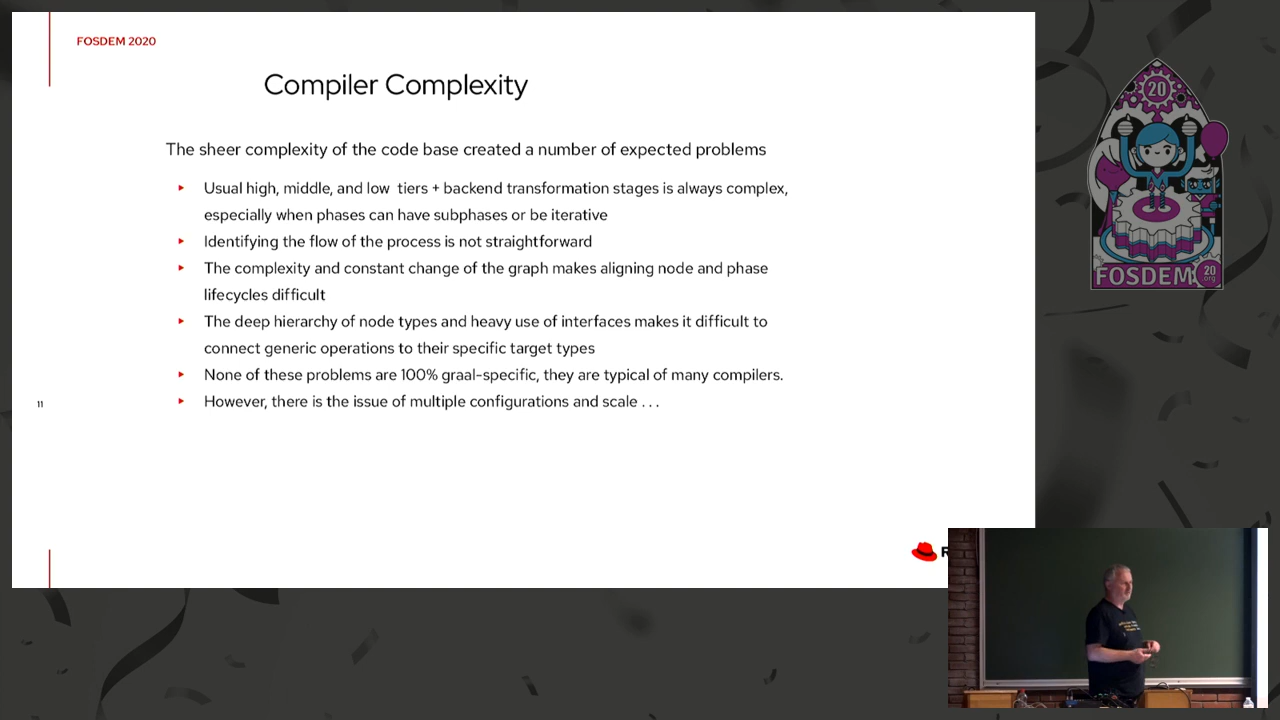 FOSDEM 2020
Compiler Complexity
The sheer complexity of the code base created a number of expected problems
Usual high, middle, and low tiers + backend transformation stages is always complex,
especially when phases can have subphases or be iterative
Identifying the flow of the process is not straightforward
The complexity and constant change of the graph makes aligning node and phase
lifecycles difficult
The deep hierarchy of node types and heavy use of interfaces makes it difficult to
connect generic operations to their specific target types
None of these problems are 100% graal-specific, they are typical of many compilers.
However, there is the issue of multiple configurations and scale . . .
11
20
FOSDEM
20
.org